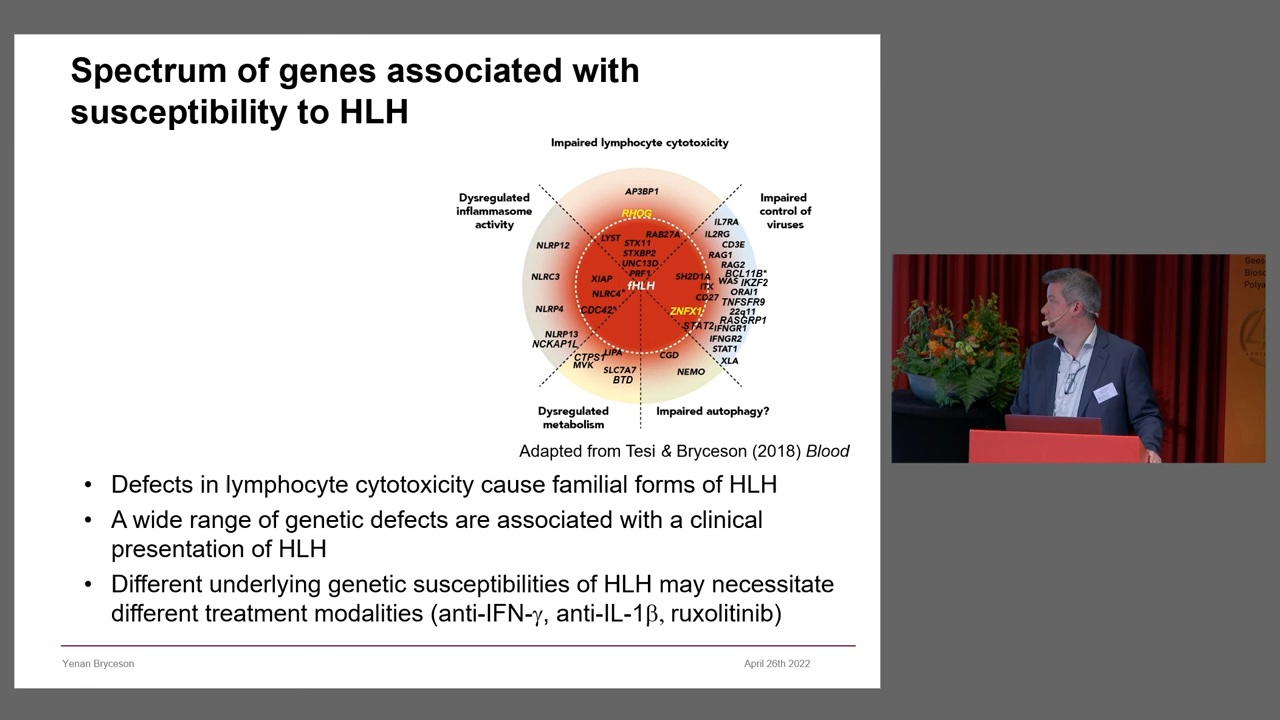 Spectrum of genes associated with
susceptibility to HLH
Impaired lymphocyte cytotoxicity
Dysregulated
inflammasome
activity
Impaired
control of
viruses
AP3BP1
RHOG
LYST
RAB27A
STX11
STXBP2
UNC13D
PRF1
fHLH
NLRP12
NLRC3
NLRP4
NLRP13
NCKAP1L
XIAP
NLRC4*
CDC42*
IL7RA
IL2RG
CD3E
RAG1
RAG2
BCL11B*
WAS
IKZF2
ORAI1
TNFSFR9
22q11
RASGRP1
IFNGR1
IFNGR2
STAT1
XLA
SH2D1A
ITK
CD27
ZNFX1
STAT2
LIPA
CTPS1
MVK
SLC7A7
BTD
CGD
NEMO
Dysregulated
metabolism
Impaired autophagy?
Adapted from Tesi & Bryceson (2018) Blood
• Defects in lymphocyte cytotoxicity cause familial forms of HLH
• A wide range of genetic defects are associated with a clinical
presentation of HLH
• Different underlying genetic susceptibilities of HLH may necessitate
different treatment modalities (anti-IFN-γ, anti-IL-1β, ruxolitinib)
Yenan Bryceson
April 26th 2022